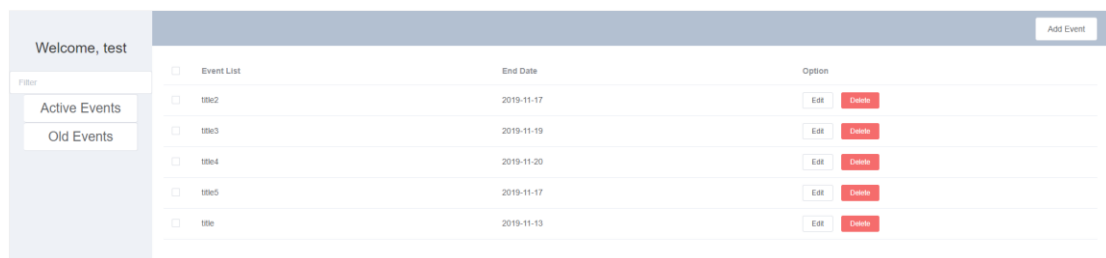 Add Event
Welcome, test
Filter
Active Events
Old Events
Event List End Date Option
title2 2019-11-17 Edit Delete
title3 2019-11-19 Edit Delete
title4 2019-11-20 Edit Delete
title5 2019-11-17 Edit Delete
title 2019-11-13 Edit Delete